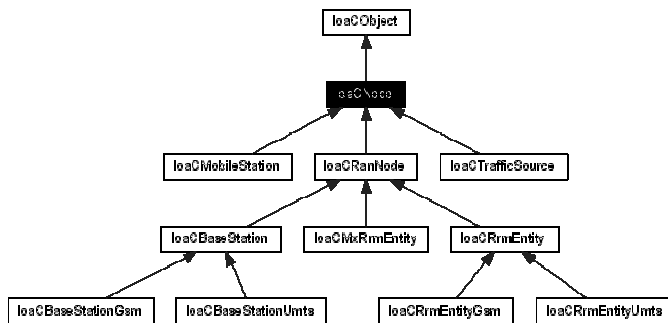 loaCObject
loaCNode
loaCMobileStation loaCRanNode loaCTrafficSource
loaCBaseStation loaCMxRrmEntity loaCRrmEntity
loaCBaseStationGsm loaCBaseStationUmts loaCRrmEntityGsm loaCRrmEntityUmts